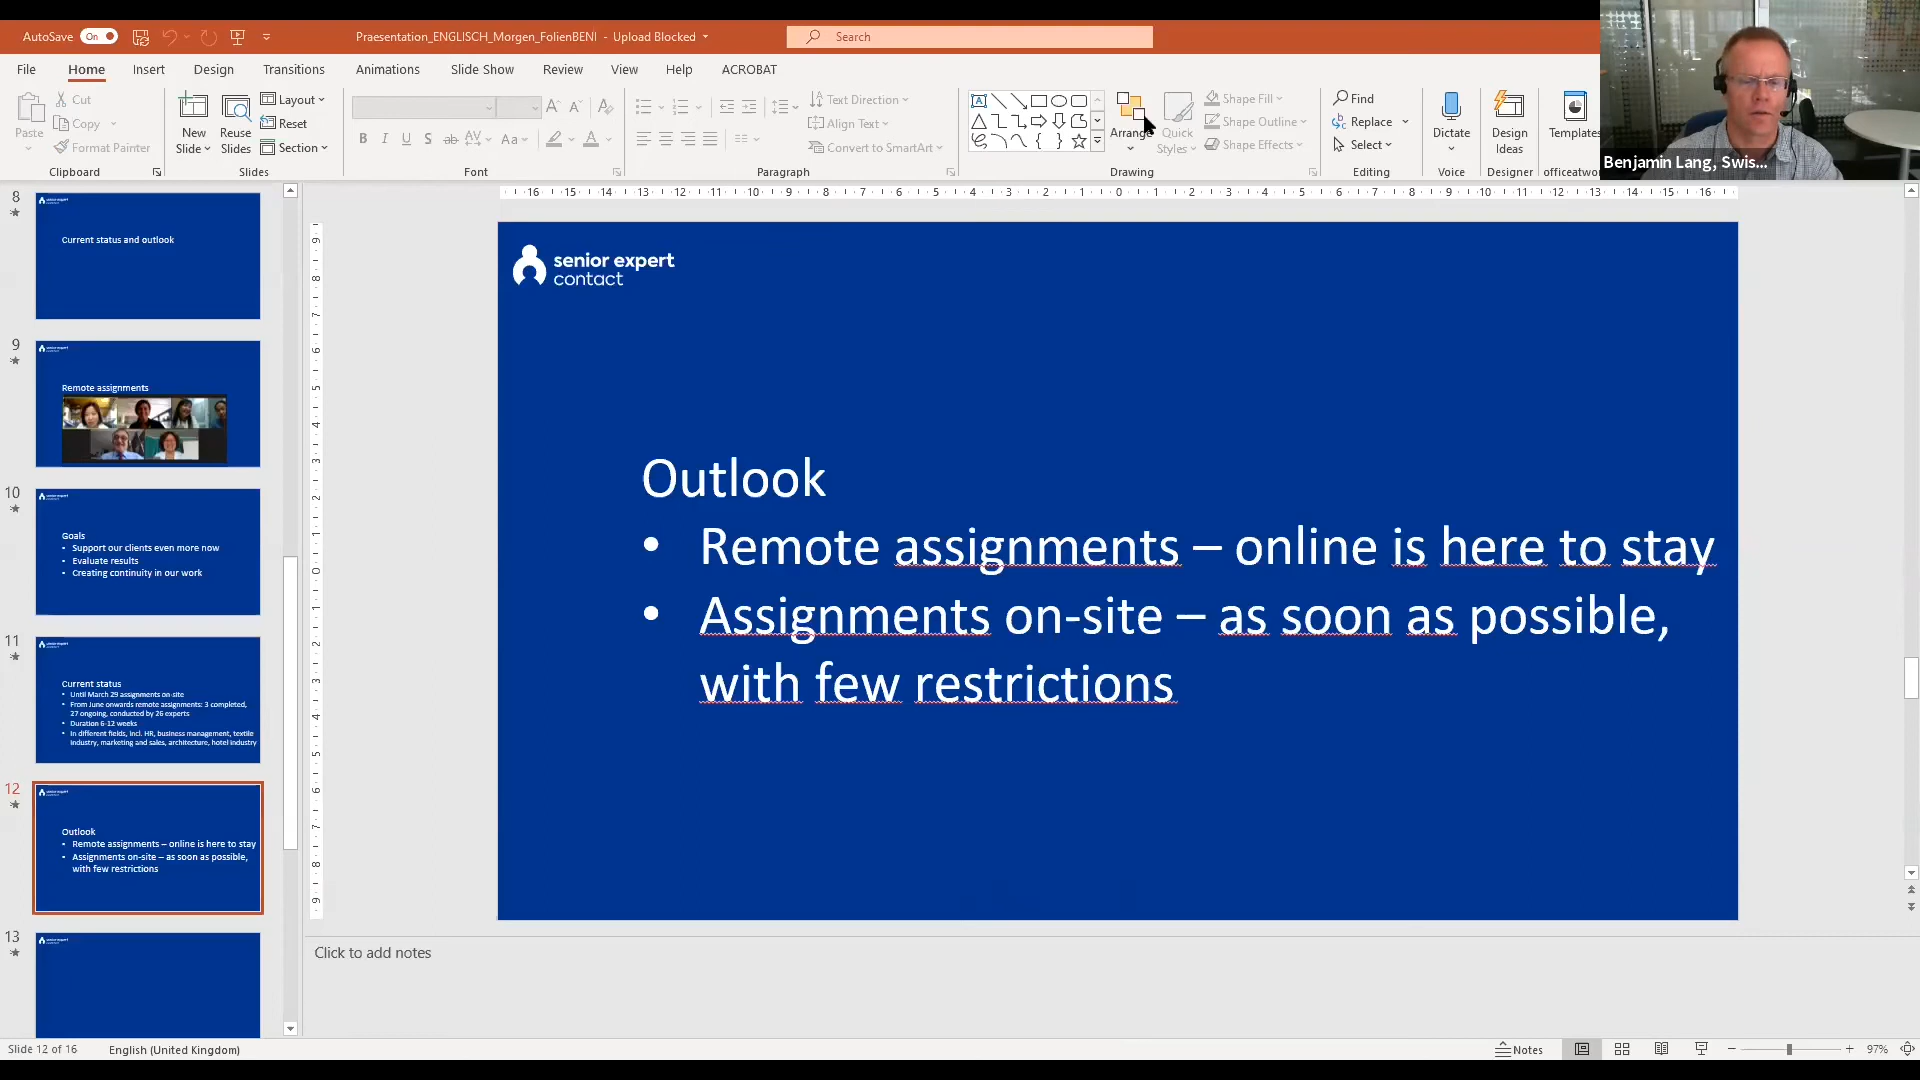 AutoSave On Praesentation_ENGLISCH_Morgen_FolienBENI - Upload Blocked Search
File Home Insert Design Transitions Animations Slide Show Review View Help ACROBAT
Paste Cut Copy Format Painter
Clipboard
New Slide Reuse Slides Layout Reset Section
Slides
B I U S ab AV Aa A
Font
Text Direction
Align Text
Convert to SmartArt
Paragraph
Arrange Quick Styles Shape Fill Shape Outline Shape Effects
Drawing
Find
Replace
Select
Editing
Dictate
Voice
Design Ideas
Designer
Templates
officeatwo
Benjamin Lang, Swis...
8
Current status and outlook
9
Remote assignments
10
Goals
• Support our clients even more now
• Evaluate results
• Creating continuity in our work
11
Current status
• Until March 29 assignments on-site
• From June onwards remote assignments: 3 completed,
27 ongoing, conducted by 26 experts
• Duration 6-12 weeks
• In different fields, incl. HR, business management, textile
industry, marketing and sales, architecture, hotel industry
12
Outlook
• Remote assignments – online is here to stay
• Assignments on-site – as soon as possible,
with few restrictions
13
senior expert
contact
Outlook
• Remote assignments – online is here to stay
• Assignments on-site – as soon as possible,
with few restrictions
Click to add notes
Slide 12 of 16 English (United Kingdom) Notes 97%